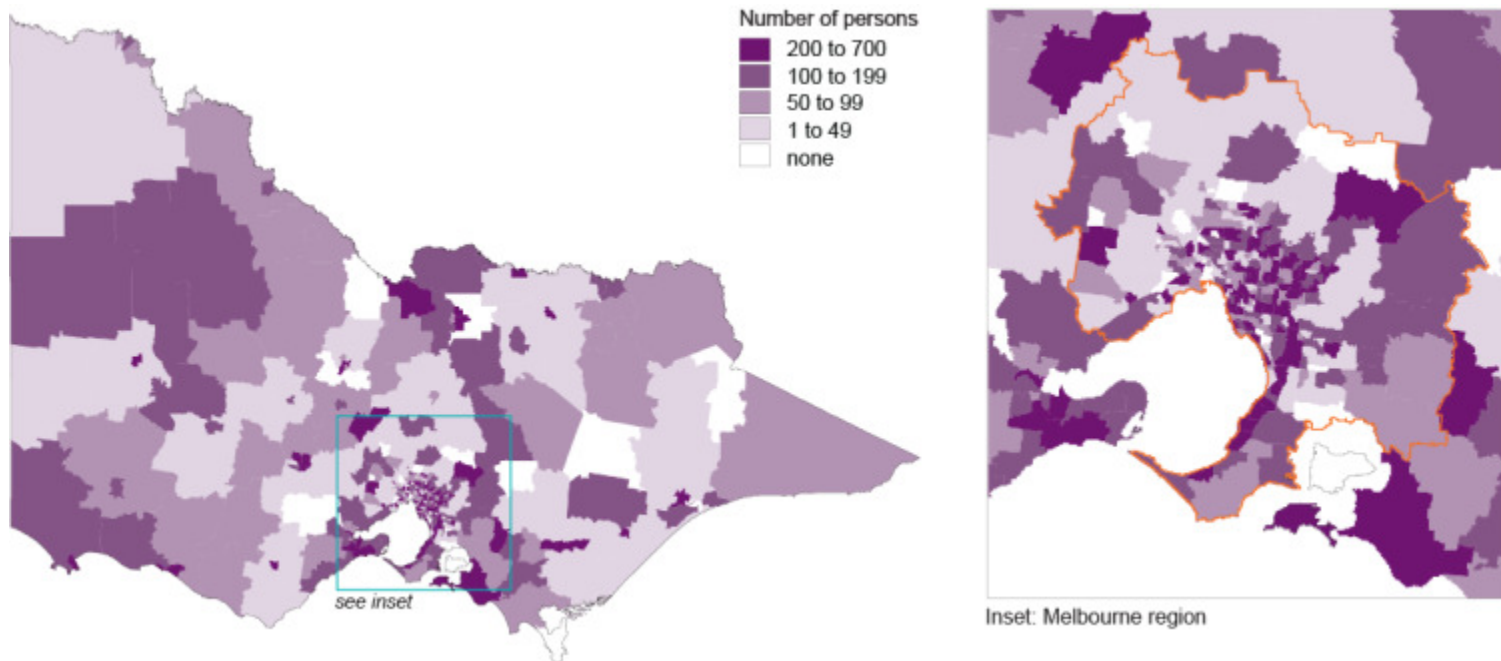 Number of persons
200 to 700
100 to 199
50 to 99
1 to 49
none
see inset
Inset: Melbourne region